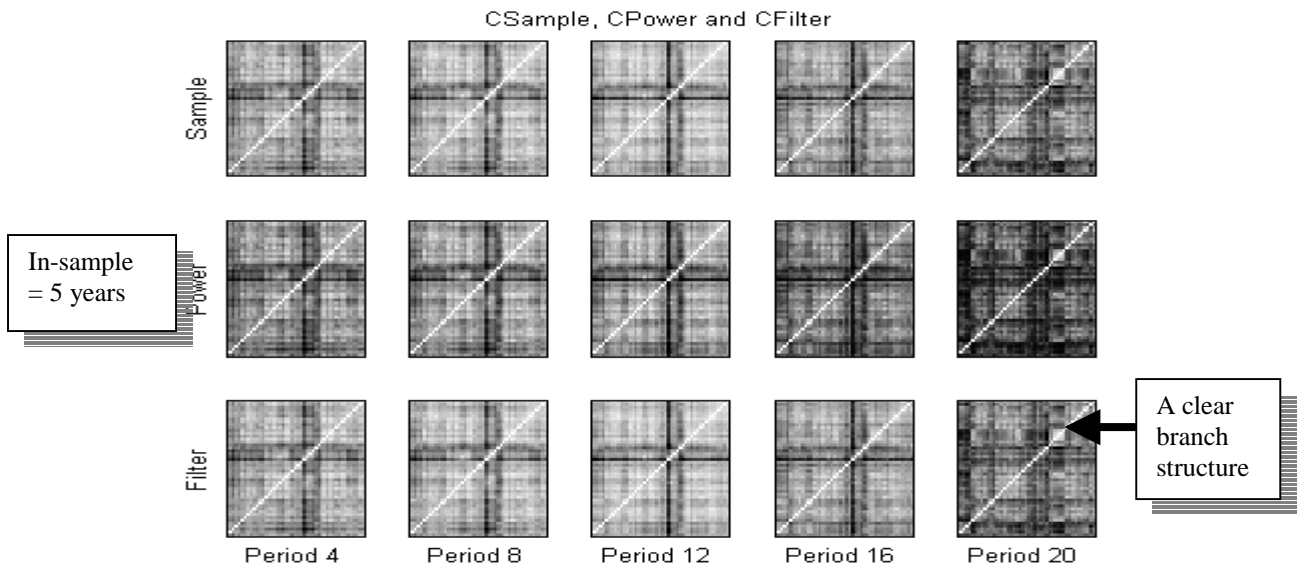 CSample, CPower and CFilter
Sample
In-sample
= 5 years
Power
A clear
branch
structure
Filter
Period 4 Period 8 Period 12 Period 16 Period 20